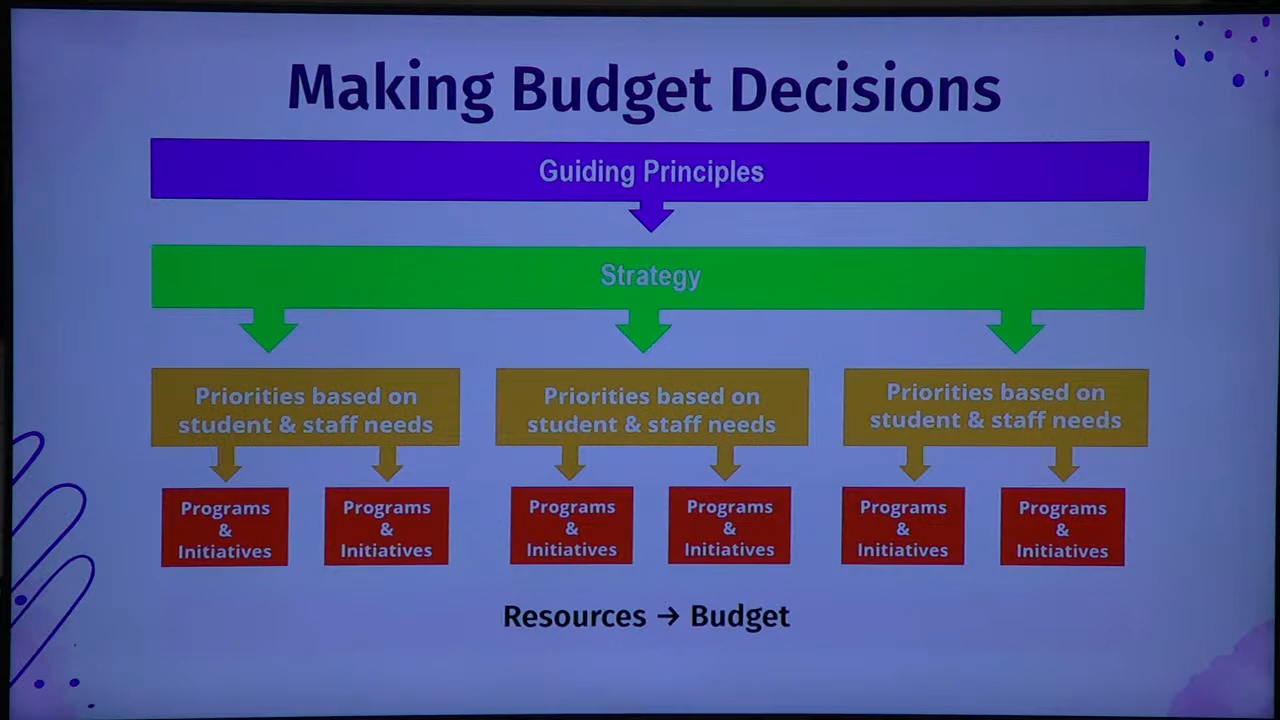 Making Budget Decisions
Guiding Principles
Strategy
Priorities based on
student & staff needs
Priorities based on
student & staff needs
Priorities based on
student & staff needs
Programs
&
Initiatives
Programs
&
Initiatives
Programs
&
Initiatives
Programs
&
Initiatives
Programs
&
Initiatives
Programs
&
Initiatives
Resources → Budget